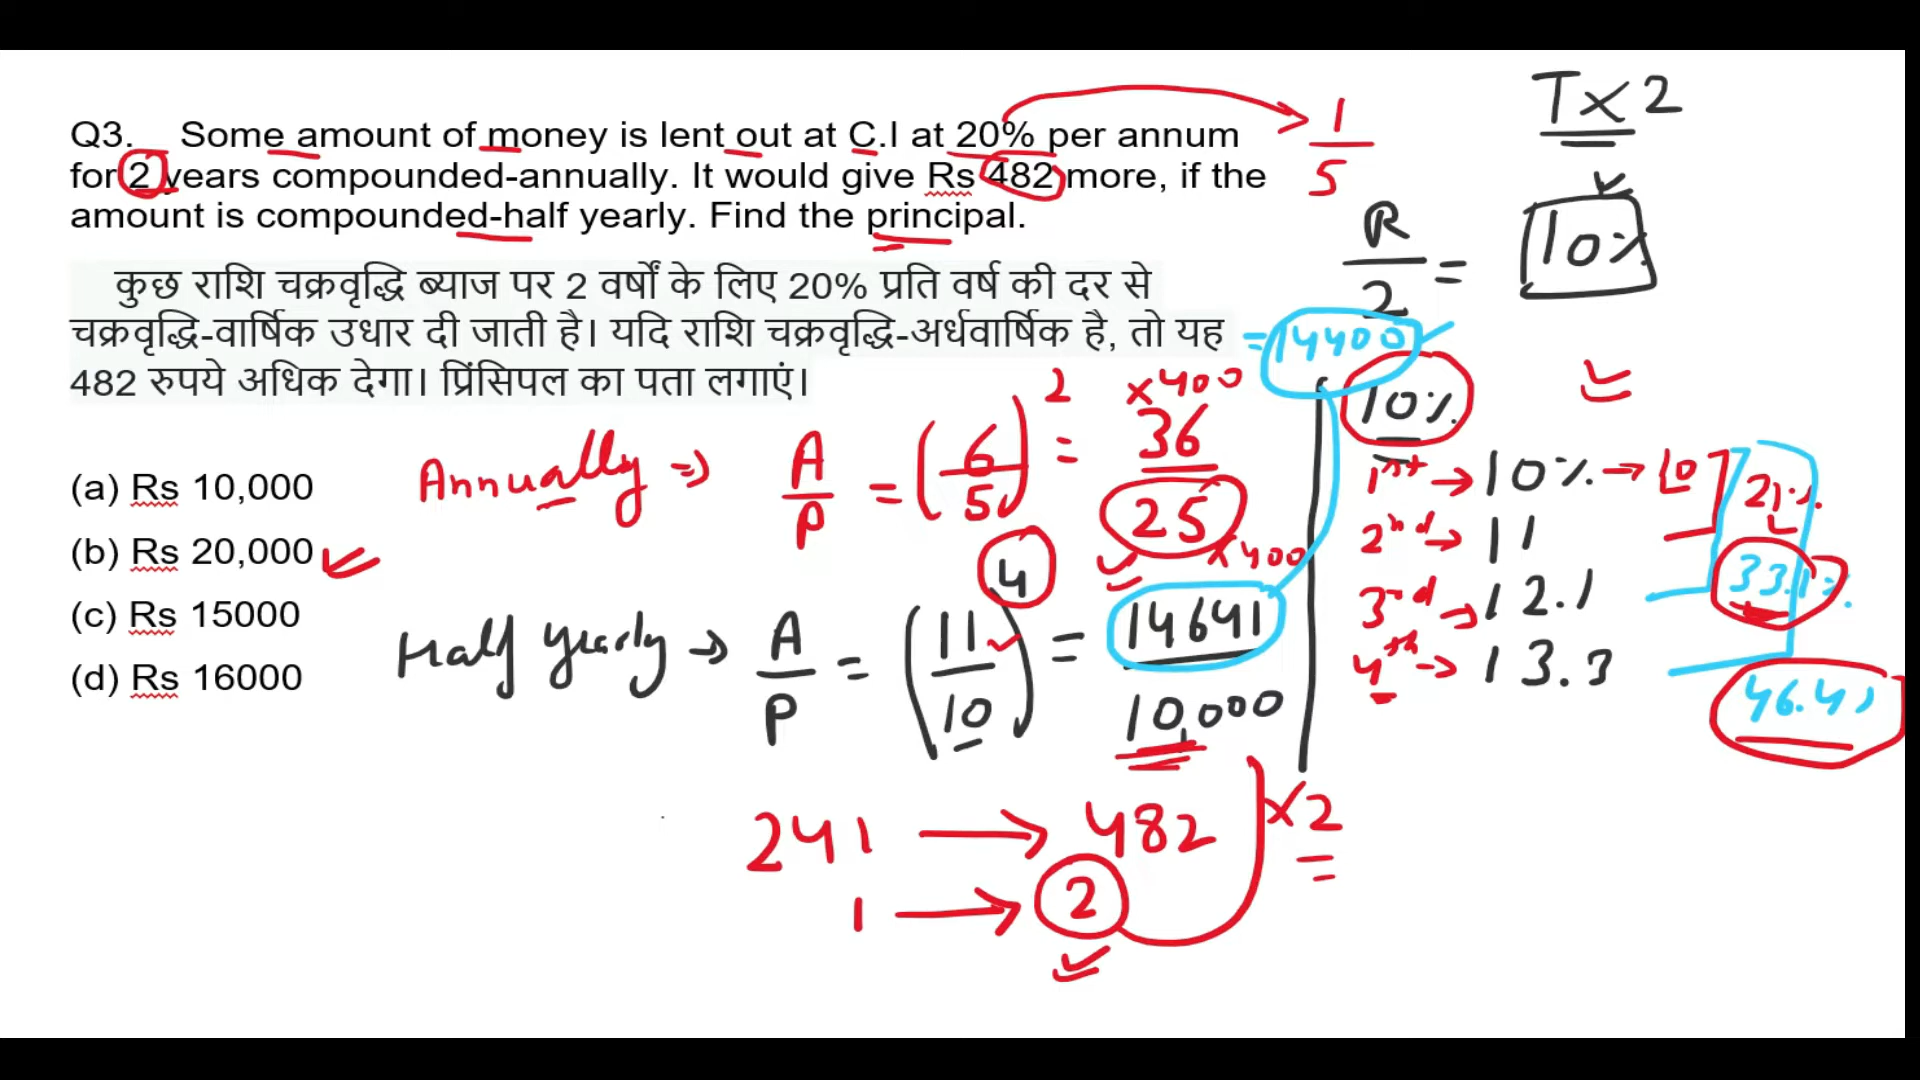 Q3. Some amount of money is lent out at C.I at 20% per annum
for 2 years compounded-annually. It would give Rs 482 more, if the
amount is compounded-half yearly. Find the principal.
कुछ राशि चक्रवृद्धि ब्याज पर 2 वर्षों के लिए 20% प्रति वर्ष की दर से
चक्रवृद्धि-वार्षिक उधार दी जाती है। यदि राशि चक्रवृद्धि-अर्धवार्षिक है, तो यह
482 रुपये अधिक देगा। प्रिंसिपल का पता लगाएं।
(a) Rs 10,000
(b) Rs 20,000
(c) Rs 15000
(d) Rs 16000
1/5
T×2
R/2 = 10%
=14400
Annually ⇒ A/P = (6/5)² = 36/25
×400
×400
Half yearly → A/P = (11/10)⁴ = 14641/10,000
241 → 482
1 → 2
×2
10%
1st → 10% → 10
21%
2nd → 11
33.1%
3rd → 12.1
4th → 13.3
46.41